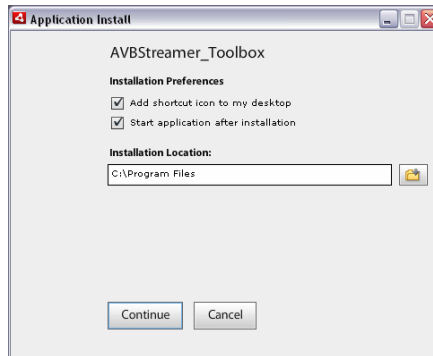 Application Install
AVBStreamer_Toolbox
Installation Preferences
Add shortcut icon to my desktop
Start application after installation
Installation Location:
C:\Program Files
Continue
Cancel